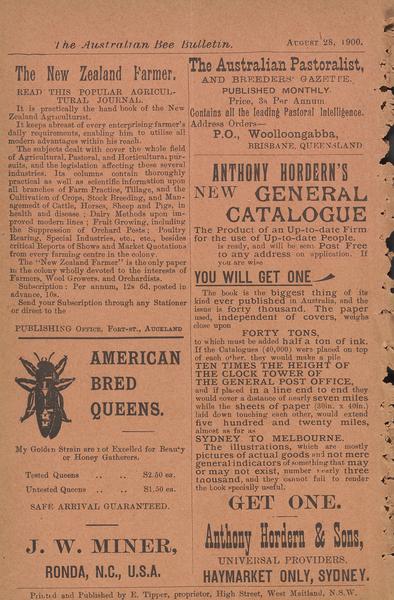 The Australian Bee Bulletin. August 28, 1900.
The New Zealand Farmer.
READ THIS POPULAR AGRICUL-
TURAL JOURNAL.
It is practically the hand book of the New
Zealand Agriculturist.
It keeps abreast of every enterprising farmer's
daily requirements, enabling him to utilise all
modern advantages within his reach.
The subjects dealt with cover the whole field
of Agricultural, Pastoral, and Horticultural pur-
suits, and the legislation affecting these several
industries. Its columns contain thoroughly
practical as well as scientific information upon
all branches of Farm Practice, Tillage, and the
Cultivation of Crops, Stock Breeding, and Man-
agement of Cattle, Horses, Sheep and Pigs, in
health and disease; Dairy Methods upon im-
proved modern lines; Fruit Growing, including
the Suppression of Orchard Pests; Poultry
Rearing, Special Industries, etc., etc., besides
critical Reports of Shows and Market Quotations
from every farming centre in the colony
The "New Zealand Farmer" is the only paper
in the colony wholly devoted to the interests of
Farmers, Wool Growers, and Orchardists.
Subscription: Per annum, 12s 6d, posted in
advance, 10s.
Send your Subscription through any Stationer
or direct to the
PUBLISHING OFFICE, FORT-ST., AUCKLAND
AMERICAN
BRED
QUEENS.
My Golden Strain are not Excelled for Beauty
or Honey Gatherers.
Tested Queens .. .. $2.50 ea.
Untested Queens .. .. $1.50 ea.
SAFE ARRIVAL GUARANTEED.
J. W. MINER,
RONDA, N.C., U.S.A.
The Australian Pastoralist,
AND BREEDERS' GAZETTE.
PUBLISHED MONTHLY.
Price, 3s Per Annum
Contains all the leading Pastoral Intelligence.
Address Orders—
P.O., Woolloongabba,
BRISBANE, QUEENSLAND
ANTHONY HORDERN'S
NEW GENERAL
CATALOGUE
The Product of an Up-to-date Firm
for the use of Up-to-date People.
is ready, and will be sent Post Free
to any address on application. If
you are wise
YOU WILL GET ONE
The book is the biggest thing of its
kind ever published in Australia, and the
issue is forty thousand. The paper
used, independent of covers, weighs
close upon
FORTY TONS,
to which must be added half a ton of ink.
If the Catalogues (40,000) were placed on top
of each other, they would make a pile
TEN TIMES THE HEIGHT OF
THE CLOCK TOWER OF
THE GENERAL POST OFFICE,
and if placed in a line end to end they
would cover a distance of nearly seven miles
while the sheets of paper (30in. x 40in.)
laid down touching each other, would extend
five hundred and twenty miles,
almost as far as
SYDNEY TO MELBOURNE.
The illustrations, which are mostly
pictures of actual goods and not mere
general indicators of something that may
or may not exist, number nearly three
thousand, and they cannot fail to render
the book specially useful.
GET ONE.
Anthony Hordern & Sons,
UNIVERSAL PROVIDERS,
HAYMARKET ONLY, SYDNEY.
Printed and Published by E. Tipper, proprietor, High Street, West Maitland, N.S.W.